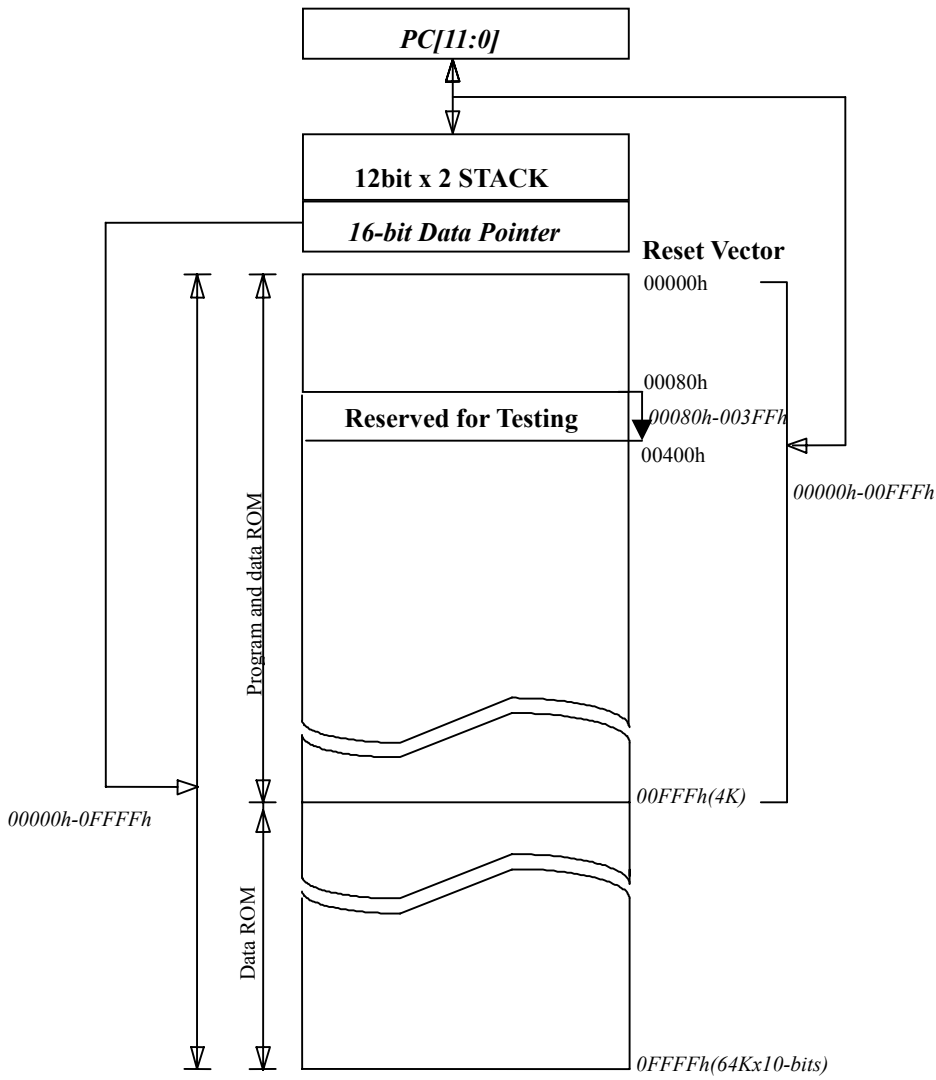 PC[11:0]
12bit x 2 STACK
16-bit Data Pointer
Reset Vector
00000h
00080h
Reserved for Testing
00080h-003FFh
00400h
00000h-00FFFh
Program and data ROM
00FFFh(4K)
00000h-0FFFFh
Data ROM
0FFFFh(64Kx10-bits)